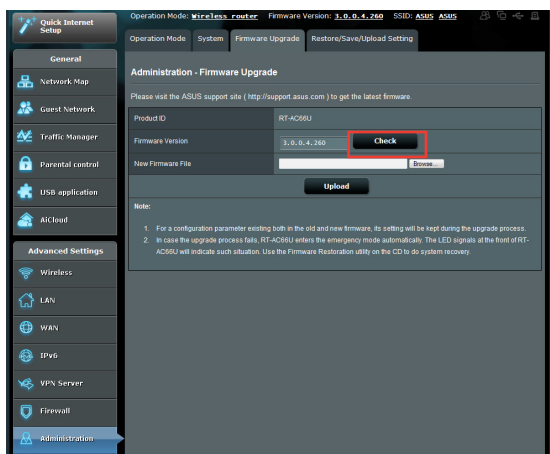 Quick Internet
Setup
Operation Mode: Wireless router Firmware Version: 3.0.0.4.260 SSID: ASUS ASUS
Operation Mode System Firmware Upgrade Restore/Save/Upload Setting
General
Network Map
Guest Network
Traffic Manager
Parental control
USB application
AiCloud
Advanced Settings
Wireless
LAN
WAN
IPv6
VPN Server
Firewall
Administration
Administration - Firmware Upgrade
Please visit the ASUS support site ( http://support.asus.com ) to get the latest firmware.
Product ID RT-AC66U
Firmware Version 3.0.0.4.260 Check
New Firmware File Browse...
Upload
Note:
1. For a configuration parameter existing both in the old and new firmware, its setting will be kept during the upgrade process.
2. In case the upgrade process fails, RT-AC66U enters the emergency mode automatically. The LED signals at the front of RT-
AC66U will indicate such situation. Use the Firmware Restoration utility on the CD to do system recovery.